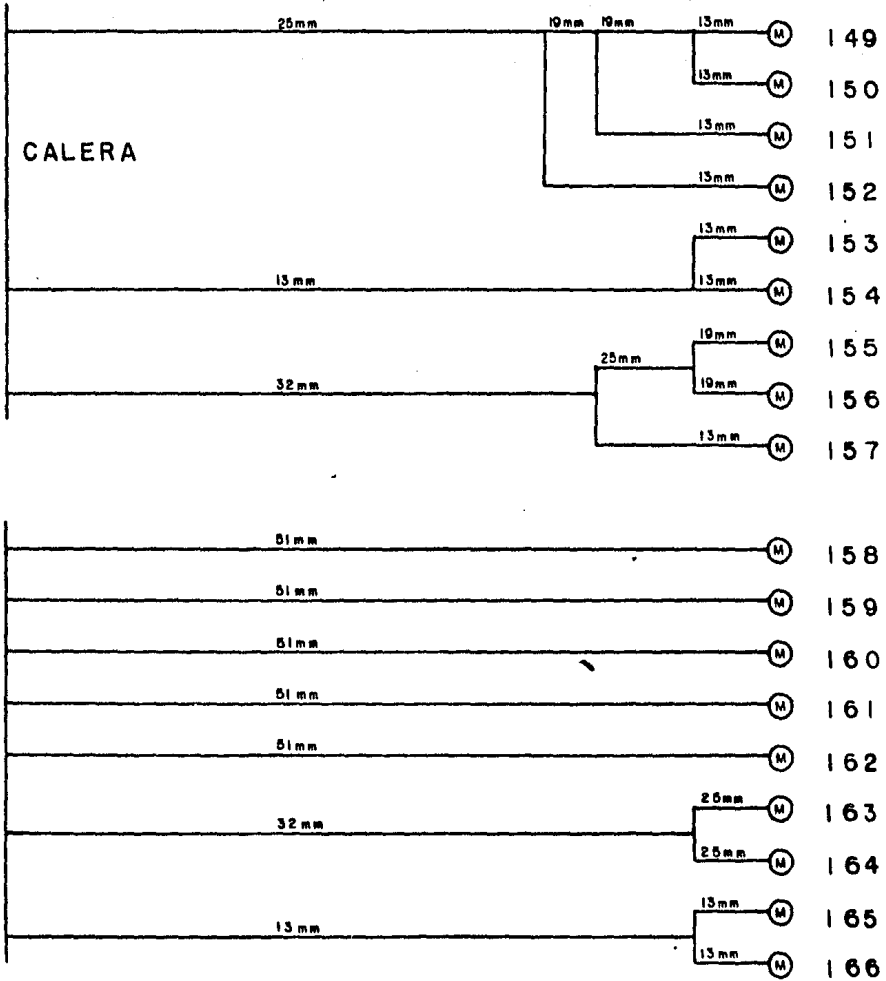 25mm 19mm 19mm 13mm M 149
13mm M 150
13mm M 151
CALERA
13mm M 152
13mm M 153
13mm 13mm M 154
19mm M 155
25mm
32mm 19mm M 156
13mm M 157
51mm M 158
51mm M 159
51mm M 160
51mm M 161
51mm M 162
25mm M 163
32mm
25mm M 164
13mm M 165
13mm
13mm M 166